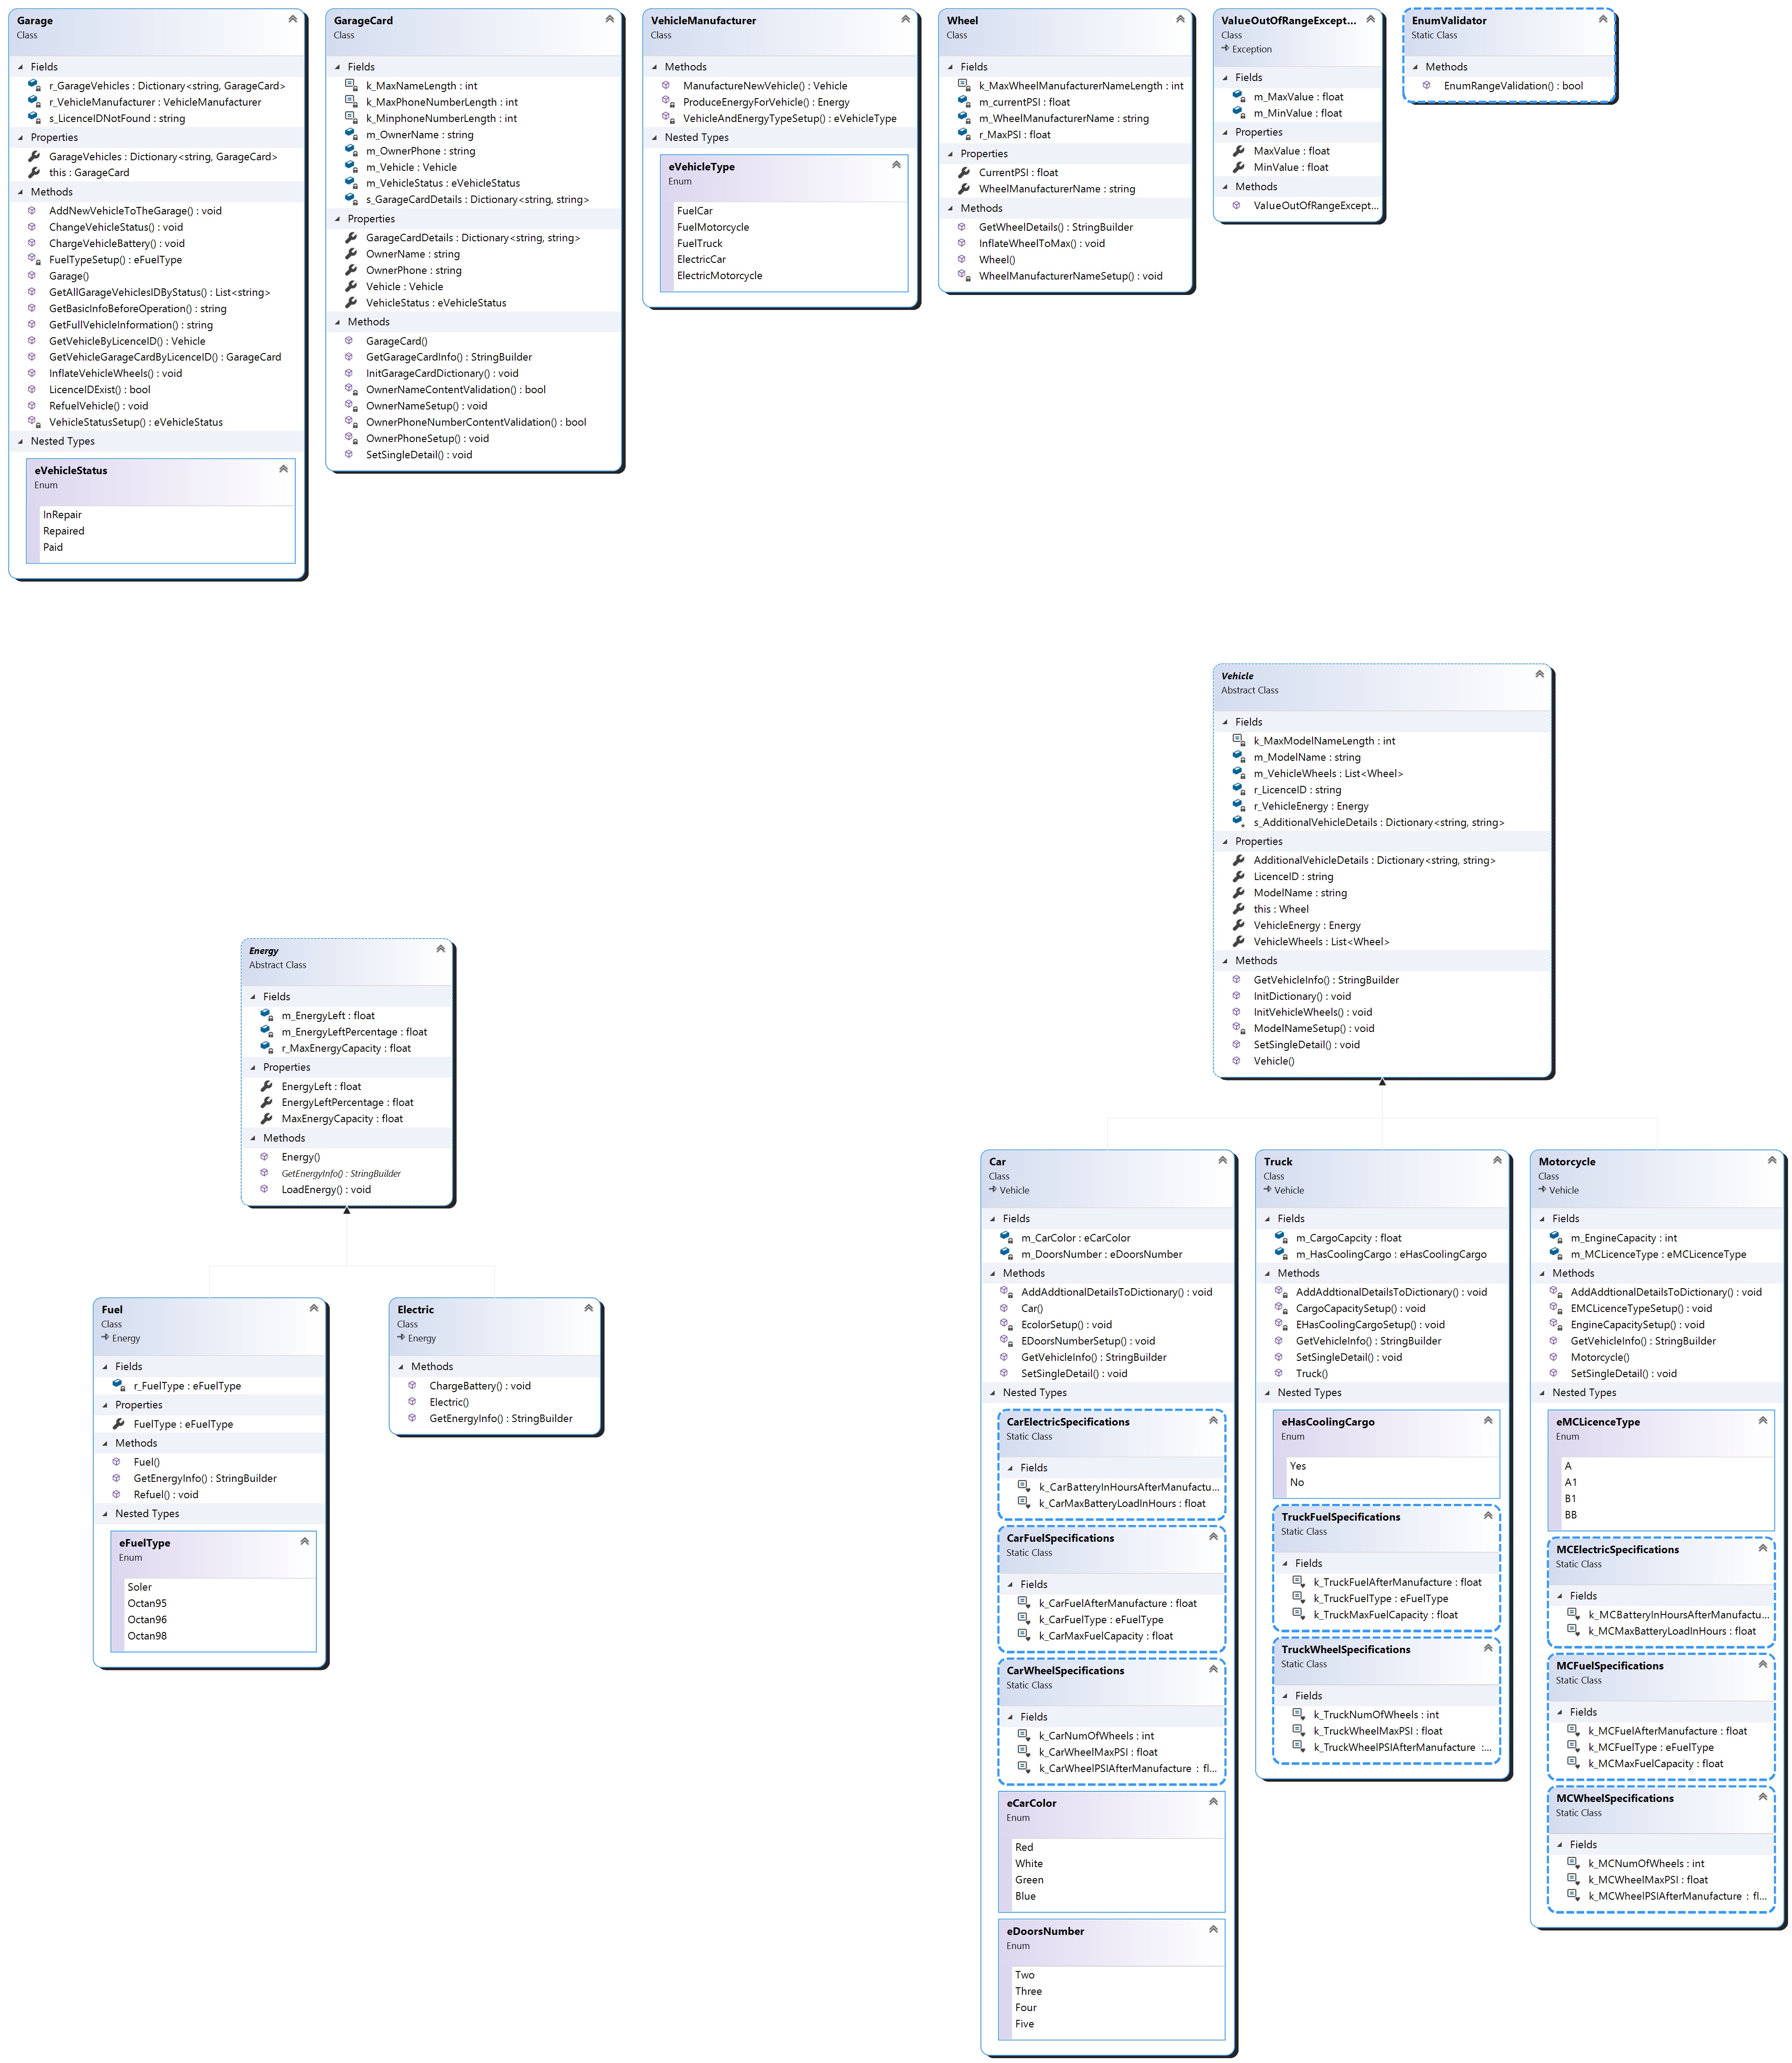 Garage
Class
Fields
r_GarageVehicles : Dictionary<string, GarageCard>
r_VehicleManufacturer : VehicleManufacturer
s_LicenceIDNotFound : string
Properties
GarageVehicles : Dictionary<string, GarageCard>
this : GarageCard
Methods
AddNewVehicleToTheGarage() : void
ChangeVehicleStatus() : void
ChargeVehicleBattery() : void
FuelTypeSetup() : eFuelType
Garage()
GetAllGarageVehiclesIDByStatus() : List<string>
GetBasicInfoBeforeOperation() : string
GetFullVehicleInformation() : string
GetVehicleByLicenceID() : Vehicle
GetVehicleGarageCardByLicenceID() : GarageCard
InflateVehicleWheels() : void
LicenceIDExist() : bool
RefuelVehicle() : void
VehicleStatusSetup() : eVehicleStatus
Nested Types
eVehicleStatus
Enum
InRepair
Repaired
Paid
GarageCard
Class
Fields
k_MaxNameLength : int
k_MaxPhoneNumberLength : int
k_MinphoneNumberLength : int
m_OwnerName : string
m_OwnerPhone : string
m_Vehicle : Vehicle
m_VehicleStatus : eVehicleStatus
s_GarageCardDetails : Dictionary<string, string>
Properties
GarageCardDetails : Dictionary<string, string>
OwnerName : string
OwnerPhone : string
Vehicle : Vehicle
VehicleStatus : eVehicleStatus
Methods
GarageCard()
GetGarageCardInfo() : StringBuilder
InitGarageCardDictionary() : void
OwnerNameContentValidation() : bool
OwnerNameSetup() : void
OwnerPhoneNumberContentValidation() : bool
OwnerPhoneSetup() : void
SetSingleDetail() : void
VehicleManufacturer
Class
Methods
ManufactureNewVehicle() : Vehicle
ProduceEnergyForVehicle() : Energy
VehicleAndEnergyTypeSetup() : eVehicleType
Nested Types
eVehicleType
Enum
FuelCar
FuelMotorcycle
FuelTruck
ElectricCar
ElectricMotorcycle
Wheel
Class
Fields
k_MaxWheelManufacturerNameLength : int
m_currentPSI : float
m_WheelManufacturerName : string
r_MaxPSI : float
Properties
CurrentPSI : float
WheelManufacturerName : string
Methods
GetWheelDetails() : StringBuilder
InflateWheelToMax() : void
Wheel()
WheelManufacturerNameSetup() : void
ValueOutOfRangeExcept...
Class
Exception
Fields
m_MaxValue : float
m_MinValue : float
Properties
MaxValue : float
MinValue : float
Methods
ValueOutOfRangeExcept...
EnumValidator
Static Class
Methods
EnumRangeValidation() : bool
Vehicle
Abstract Class
Fields
k_MaxModelNameLength : int
m_ModelName : string
m_VehicleWheels : List<Wheel>
r_LicenceID : string
r_VehicleEnergy : Energy
s_AdditionalVehicleDetails : Dictionary<string, string>
Properties
AdditionalVehicleDetails : Dictionary<string, string>
LicenceID : string
ModelName : string
this : Wheel
VehicleEnergy : Energy
VehicleWheels : List<Wheel>
Methods
GetVehicleInfo() : StringBuilder
InitDictionary() : void
InitVehicleWheels() : void
ModelNameSetup() : void
SetSingleDetail() : void
Vehicle()
Energy
Abstract Class
Fields
m_EnergyLeft : float
m_EnergyLeftPercentage : float
r_MaxEnergyCapacity : float
Properties
EnergyLeft : float
EnergyLeftPercentage : float
MaxEnergyCapacity : float
Methods
Energy()
GetEnergyInfo() : StringBuilder
LoadEnergy() : void
Fuel
Class
Energy
Fields
r_FuelType : eFuelType
Properties
FuelType : eFuelType
Methods
Fuel()
GetEnergyInfo() : StringBuilder
Refuel() : void
Nested Types
eFuelType
Enum
Soler
Octan95
Octan96
Octan98
Electric
Class
Energy
Methods
ChargeBattery() : void
Electric()
GetEnergyInfo() : StringBuilder
Car
Class
Vehicle
Fields
m_CarColor : eCarColor
m_DoorsNumber : eDoorsNumber
Methods
AddAddtionalDetailsToDictionary() : void
Car()
EcolorSetup() : void
EDoorsNumberSetup() : void
GetVehicleInfo() : StringBuilder
SetSingleDetail() : void
Nested Types
CarElectricSpecifications
Static Class
Fields
k_CarBatteryInHoursAfterManufactu...
k_CarMaxBatteryLoadInHours : float
CarFuelSpecifications
Static Class
Fields
k_CarFuelAfterManufacture : float
k_CarFuelType : eFuelType
k_CarMaxFuelCapacity : float
CarWheelSpecifications
Static Class
Fields
k_CarNumOfWheels : int
k_CarWheelMaxPSI : float
k_CarWheelPSIAfterManufacture : fl...
eCarColor
Enum
Red
White
Green
Blue
eDoorsNumber
Enum
Two
Three
Four
Five
Truck
Class
Vehicle
Fields
m_CargoCapcity : float
m_HasCoolingCargo : eHasCoolingCargo
Methods
AddAddtionalDetailsToDictionary() : void
CargoCapacitySetup() : void
EHasCoolingCargoSetup() : void
GetVehicleInfo() : StringBuilder
SetSingleDetail() : void
Truck()
Nested Types
eHasCoolingCargo
Enum
Yes
No
TruckFuelSpecifications
Static Class
Fields
k_TruckFuelAfterManufacture : float
k_TruckFuelType : eFuelType
k_TruckMaxFuelCapacity : float
TruckWheelSpecifications
Static Class
Fields
k_TruckNumOfWheels : int
k_TruckWheelMaxPSI : float
k_TruckWheelPSIAfterManufacture :...
Motorcycle
Class
Vehicle
Fields
m_EngineCapacity : int
m_MCLicenceType : eMCLicenceType
Methods
AddAddtionalDetailsToDictionary() : void
EMCLicenceTypeSetup() : void
EngineCapacitySetup() : void
GetVehicleInfo() : StringBuilder
Motorcycle()
SetSingleDetail() : void
Nested Types
eMCLicenceType
Enum
A
A1
B1
BB
MCElectricSpecifications
Static Class
Fields
k_MCBatteryInHoursAfterManufactu...
k_MCMaxBatteryLoadInHours : float
MCFuelSpecifications
Static Class
Fields
k_MCFuelAfterManufacture : float
k_MCFuelType : eFuelType
k_MCMaxFuelCapacity : float
MCWheelSpecifications
Static Class
Fields
k_MCNumOfWheels : int
k_MCWheelMaxPSI : float
k_MCWheelPSIAfterManufacture : fl...